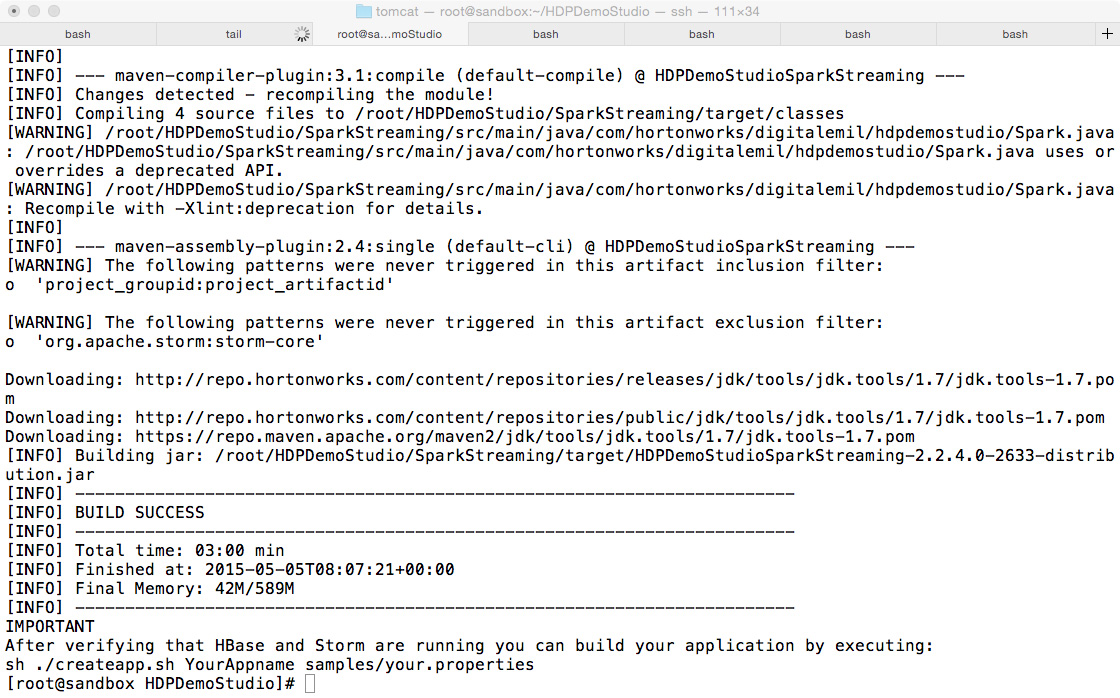 tomcat — root@sandbox:~/HDPDemoStudio — ssh — 111×34
bash tail root@sa...moStudio bash bash bash bash +
[INFO]
[INFO] --- maven-compiler-plugin:3.1:compile (default-compile) @ HDPDemoStudioSparkStreaming ---
[INFO] Changes detected - recompiling the module!
[INFO] Compiling 4 source files to /root/HDPDemoStudio/SparkStreaming/target/classes
[WARNING] /root/HDPDemoStudio/SparkStreaming/src/main/java/com/hortonworks/digitalemil/hdpdemostudio/Spark.java
: /root/HDPDemoStudio/SparkStreaming/src/main/java/com/hortonworks/digitalemil/hdpdemostudio/Spark.java uses or
 overrides a deprecated API.
[WARNING] /root/HDPDemoStudio/SparkStreaming/src/main/java/com/hortonworks/digitalemil/hdpdemostudio/Spark.java
: Recompile with -Xlint:deprecation for details.
[INFO]
[INFO] --- maven-assembly-plugin:2.4:single (default-cli) @ HDPDemoStudioSparkStreaming ---
[WARNING] The following patterns were never triggered in this artifact inclusion filter:
o  'project_groupid:project_artifactid'

[WARNING] The following patterns were never triggered in this artifact exclusion filter:
o  'org.apache.storm:storm-core'

Downloading: http://repo.hortonworks.com/content/repositories/releases/jdk/tools/jdk.tools/1.7/jdk.tools-1.7.po
m
Downloading: http://repo.hortonworks.com/content/repositories/public/jdk/tools/jdk.tools/1.7/jdk.tools-1.7.pom
Downloading: https://repo.maven.apache.org/maven2/jdk/tools/jdk.tools/1.7/jdk.tools-1.7.pom
[INFO] Building jar: /root/HDPDemoStudio/SparkStreaming/target/HDPDemoStudioSparkStreaming-2.2.4.0-2633-distrib
ution.jar
[INFO] ------------------------------------------------------------------------
[INFO] BUILD SUCCESS
[INFO] ------------------------------------------------------------------------
[INFO] Total time: 03:00 min
[INFO] Finished at: 2015-05-05T08:07:21+00:00
[INFO] Final Memory: 42M/589M
[INFO] ------------------------------------------------------------------------
IMPORTANT
After verifying that HBase and Storm are running you can build your application by executing:
sh ./createapp.sh YourAppname samples/your.properties
[root@sandbox HDPDemoStudio]#